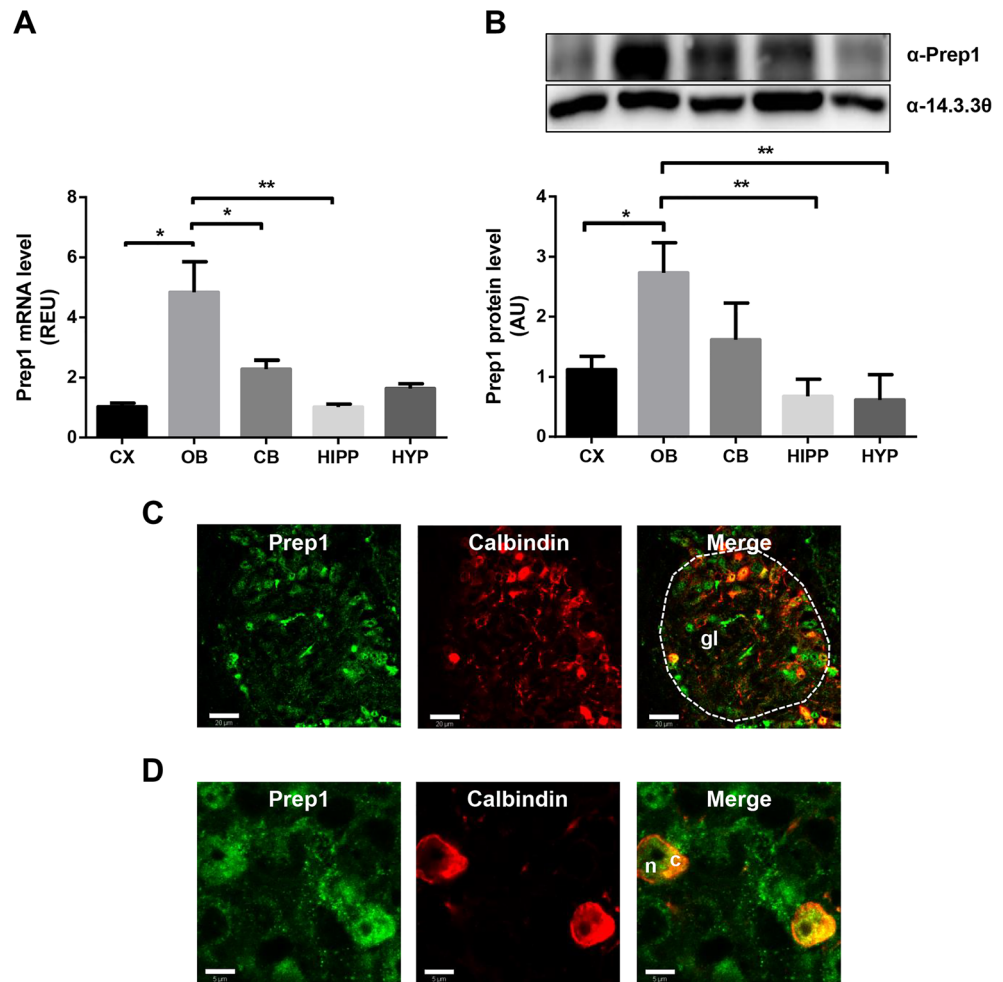 A
B
α-Prep1
α-14.3.3θ
Prep1 mRNA level
(REU)
8
6
4
2
0
*
*
**
CX OB CB HIPP HYP
Prep1 protein level
(AU)
4
3
2
1
0
*
**
**
CX OB CB HIPP HYP
C
Prep1 Calbindin Merge
gl
20 µm 20 µm 20 µm
D
Prep1 Calbindin Merge
n c
5 µm 5 µm 5 µm